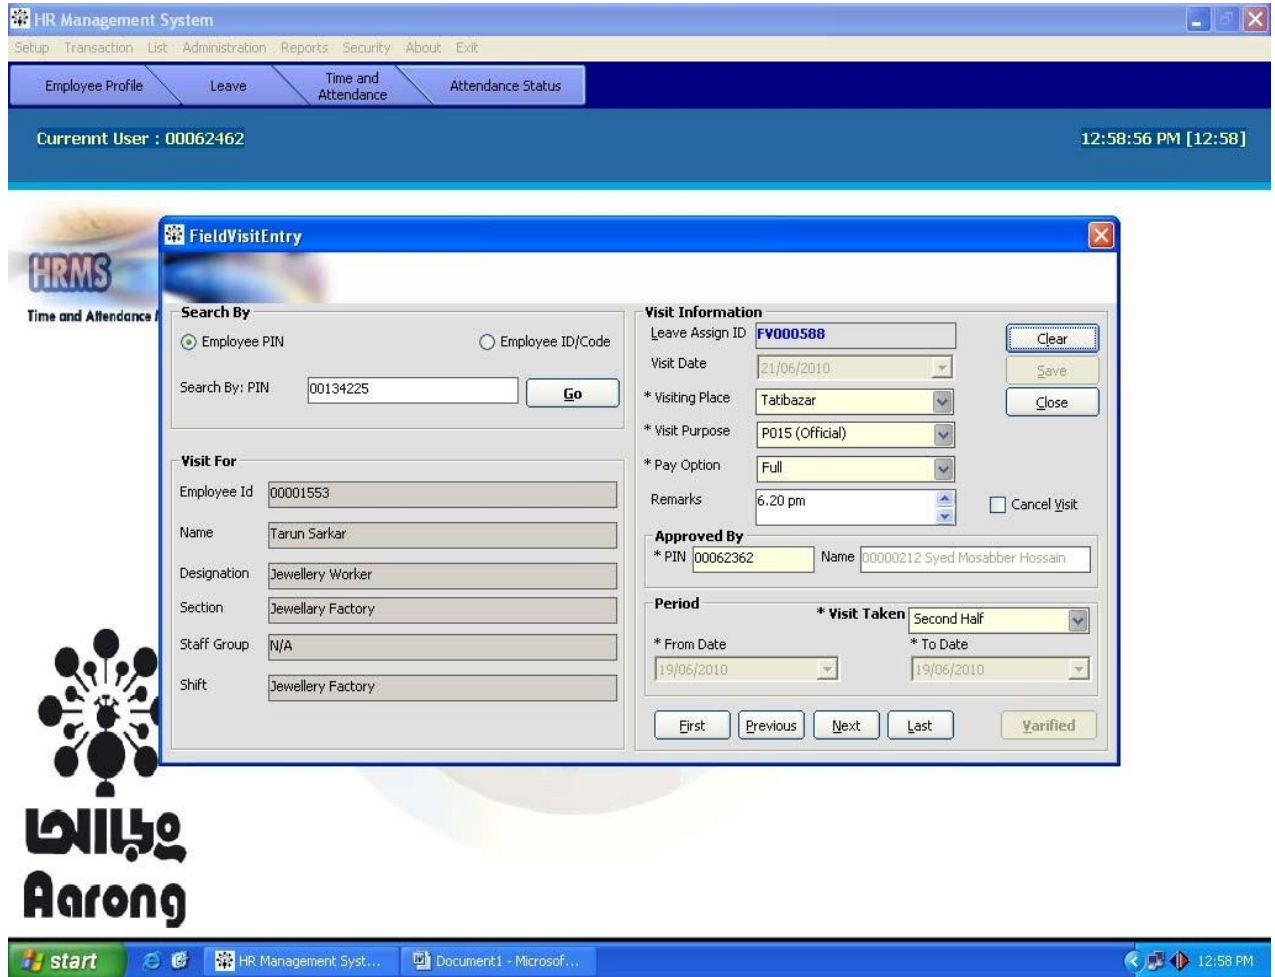 HR Management System
Setup Transaction List Administration Reports Security About Exit
Employee Profile
Leave
Time and
Attendance
Attendance Status
Currennt User : 00062462
12:58:56 PM [12:58]
HRMS
Time and Attendance
FieldVisitEntry
Search By
Employee PIN
Employee ID/Code
Search By: PIN 00134225 Go
Visit For
Employee Id 00001553
Name Tarun Sarkar
Designation Jewellery Worker
Section Jewellary Factory
Staff Group N/A
Shift Jewellery Factory
Visit Information
Leave Assign ID FV000588 Clear
Visit Date 21/06/2010 Save
* Visiting Place Tatibazar Close
* Visit Purpose P015 (Official)
* Pay Option Full
Remarks 6.20 pm Cancel Visit
Approved By
* PIN 00062362 Name 00000212 Syed Mosabber Hossain
Period
* Visit Taken Second Half
* From Date * To Date
19/06/2010 19/06/2010
First Previous Next Last Varified
Aarong
start HR Management Syst... Document1 - Microsof... 12:58 PM